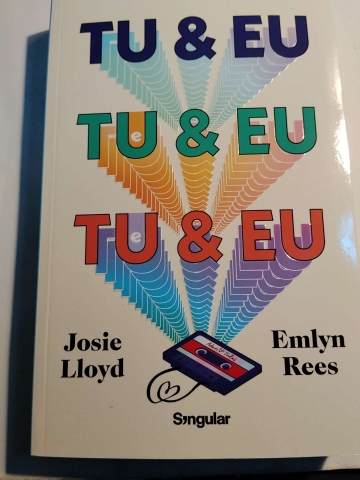 TU & EU
TU & EU
e
TU & EU
e
Josie
Lloyd
Emlyn
Rees
Singular